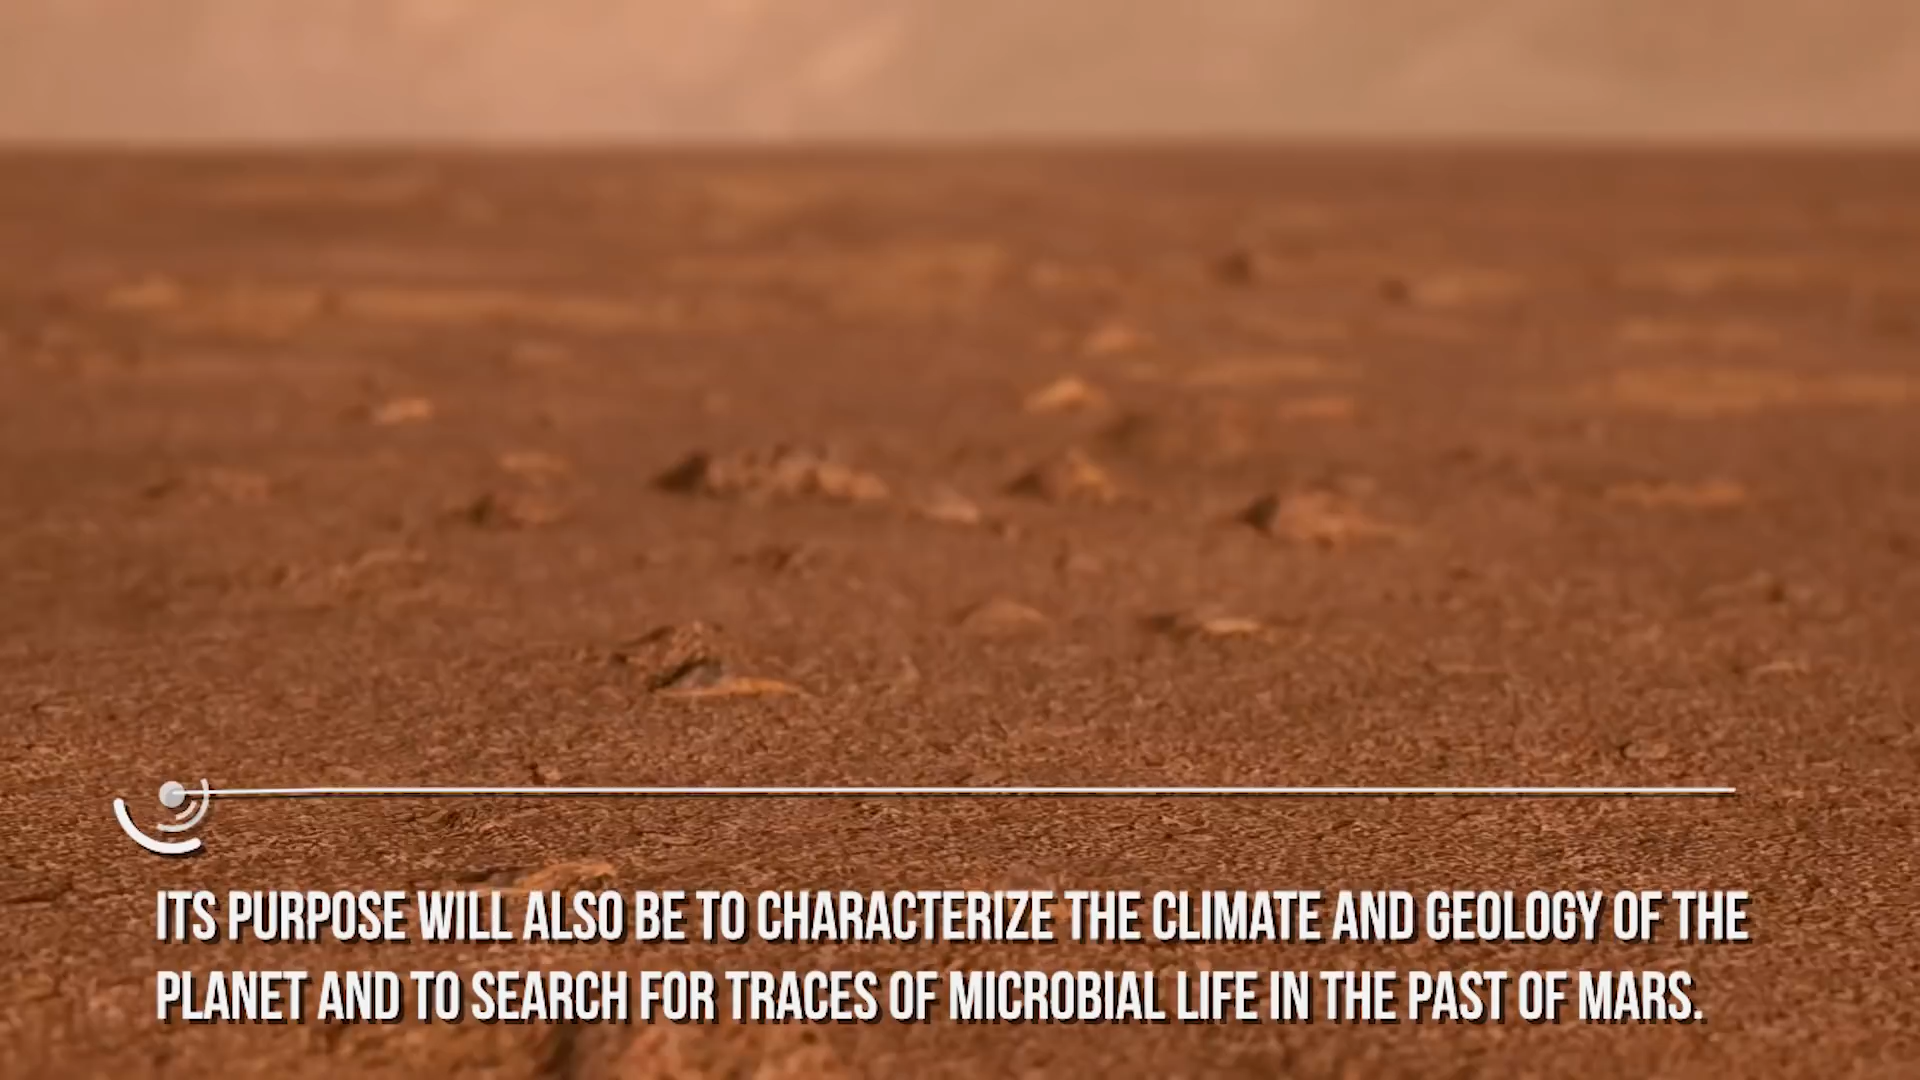 ITS PURPOSE WILL ALSO BE TO CHARACTERIZE THE CLIMATE AND GEOLOGY OF THE
PLANET AND TO SEARCH FOR TRACES OF MICROBIAL LIFE IN THE PAST OF MARS.